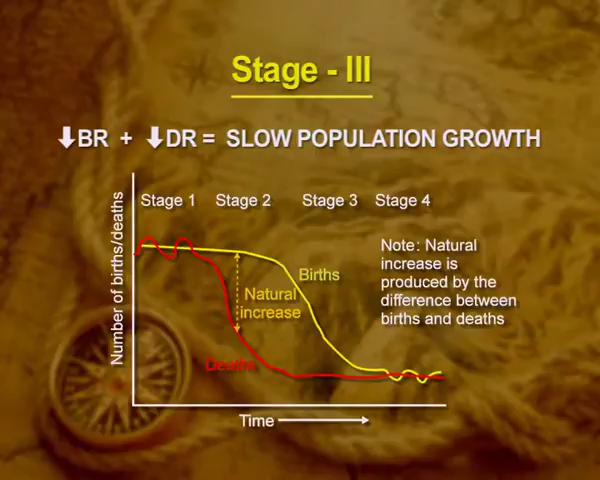 Stage - III
⬇BR + ⬇DR = SLOW POPULATION GROWTH
Stage 1 Stage 2 Stage 3 Stage 4
Number of births/deaths
Births
Natural
increase
Deaths
Note: Natural
increase is
produced by the
difference between
births and deaths
Time